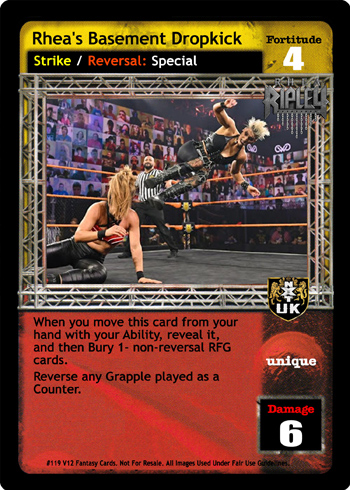 Rhea's Basement Dropkick
Fortitude
4
Strike / Reversal: Special
RHEA
RIPLEY
NXT
UK
When you move this card from your
hand with your Ability, reveal it,
and then Bury 1- non-reversal RFG
cards.
Reverse any Grapple played as a
Counter.
unique
Damage
6
#119 V12 Fantasy Cards. Not For Resale. All Images Used Under Fair Use Guidelines.